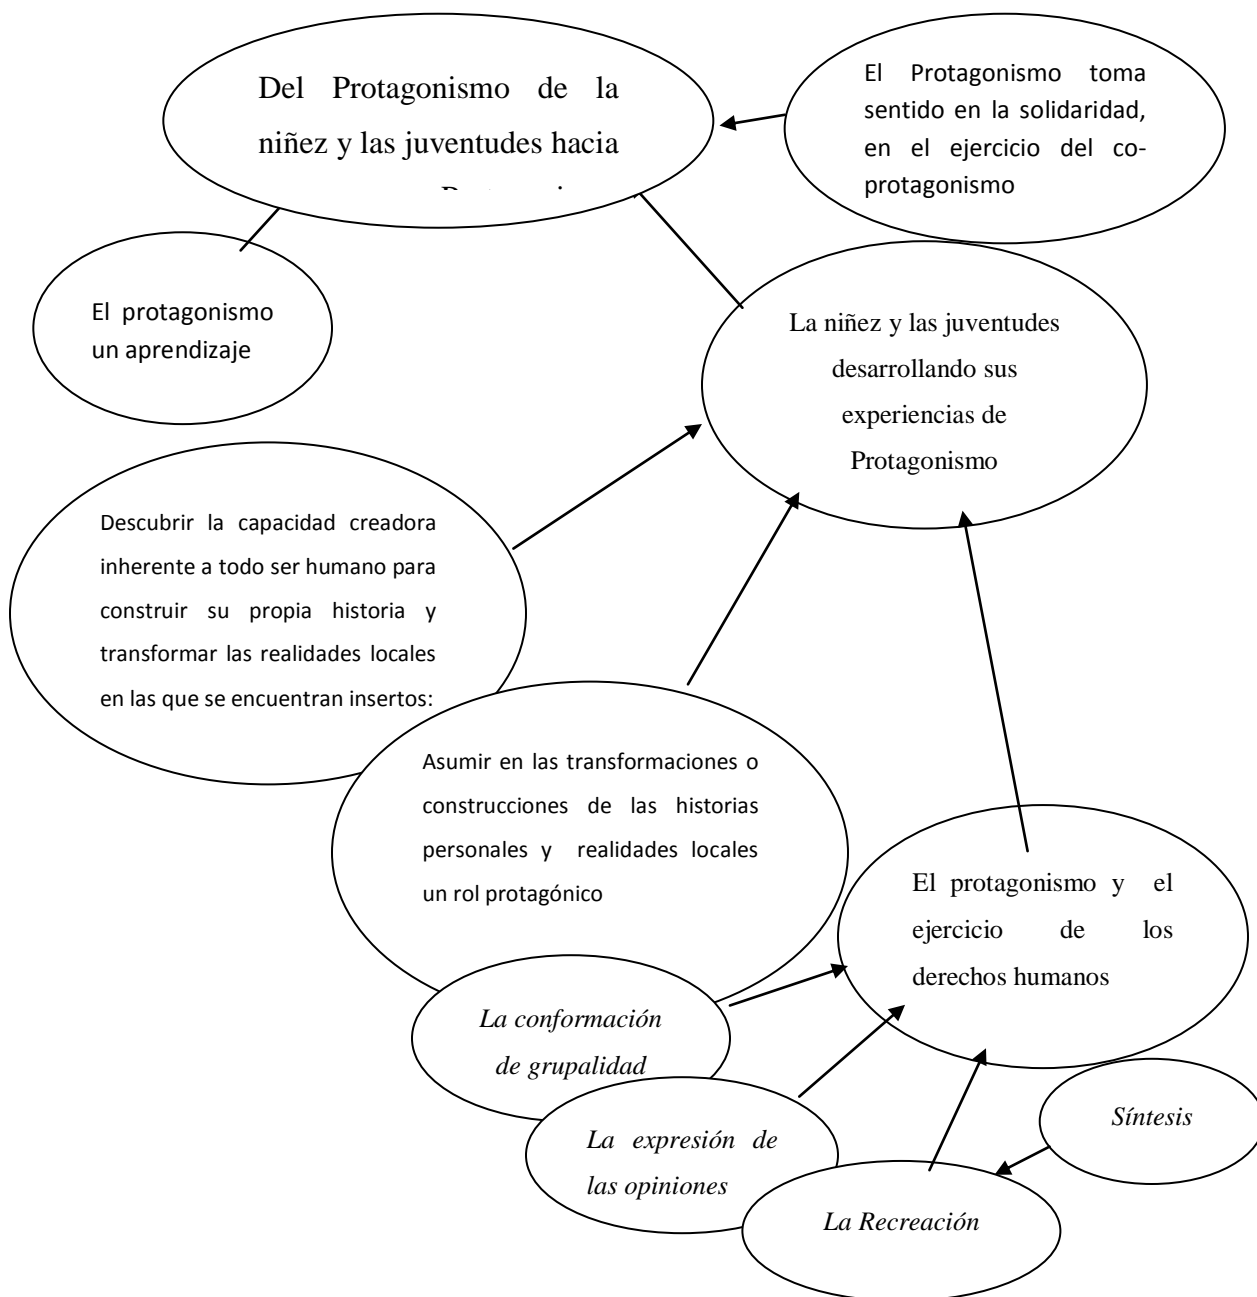 Del Protagonismo de la
niñez y las juventudes hacia
El Protagonismo toma
sentido en la solidaridad,
en el ejercicio del co-
protagonismo
El protagonismo
un aprendizaje
La niñez y las juventudes
desarrollando sus
experiencias de
Protagonismo
Descubrir la capacidad creadora
inherente a todo ser humano para
construir su propia historia y
transformar las realidades locales
en las que se encuentran insertos:
Asumir en las transformaciones o
construcciones de las historias
personales y realidades locales
un rol protagónico
El protagonismo y el
ejercicio de los
derechos humanos
La conformación
de grupalidad
La expresión de
las opiniones
Síntesis
La Recreación